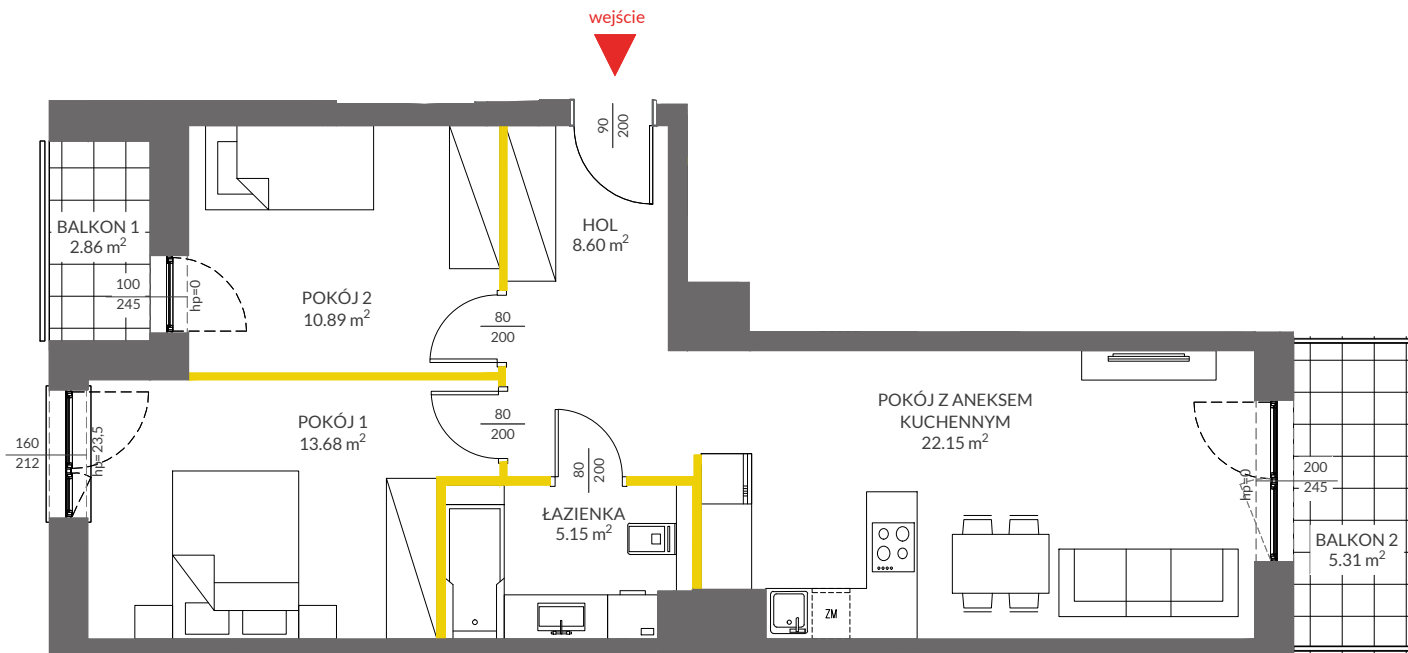 wejście
90
200
BALKON 1
2.86 m²
HOL
8.60 m²
100
245
hp=0
POKÓJ 2
10.89 m²
80
200
POKÓJ 1
13.68 m²
80
200
160
212
hp=23,5
POKÓJ Z ANEKSEM
KUCHENNYM
22.15 m²
80
200
ŁAZIENKA
5.15 m²
hp=0
200
245
BALKON 2
5.31 m²
ZM